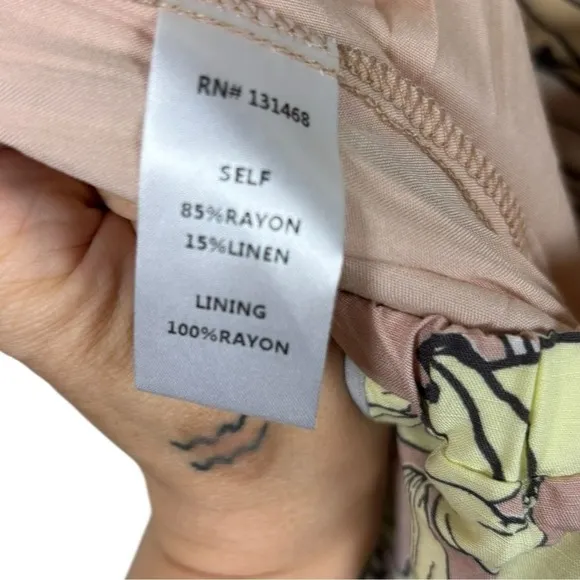 RN# 131468
SELF
85%RAYON
15%LINEN
LINING
100%RAYON